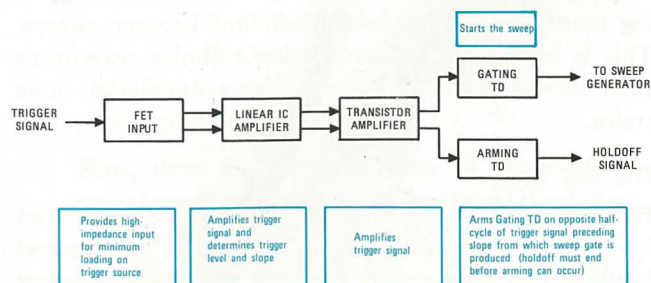 Starts the sweep
GATING
TD
TO SWEEP
GENERATOR
TRIGGER
SIGNAL
FET
INPUT
LINEAR IC
AMPLIFIER
TRANSISTOR
AMPLIFIER
ARMING
TD
HOLDOFF
SIGNAL
Provides high-
impedance input
for minimum
loading on
trigger source
Amplifies trigger
signal and
determines trigger
level and slope
Amplifies
trigger signal
Arms Gating TD on opposite half-
cycle of trigger signal preceding
slope from which sweep gate is
produced (holdoff must end
before arming can occur)